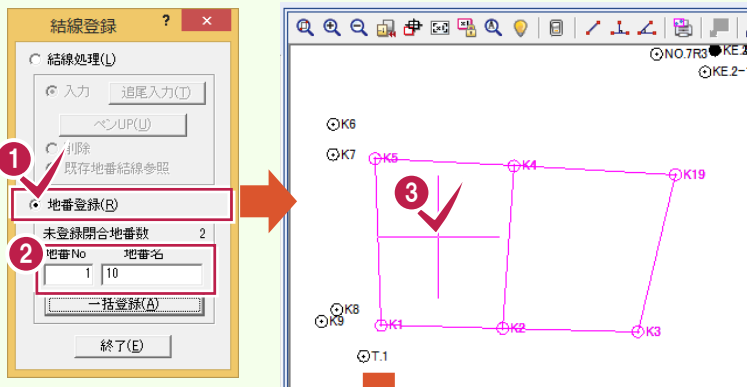 結線登録 ? ×
結線処理(L)
入力 追尾入力(T)
ペンUP(U)
削除
既存地番結線参照
1
地番登録(R)
未登録閉合地番数 2
2
地番No 地番名
1 10
一括登録(A)
終了(E)
NO.7R3 KE.2
KE.2-
K6
K7 K5 K4 K19
3
K8
K9 K1 K2 K3
T.1